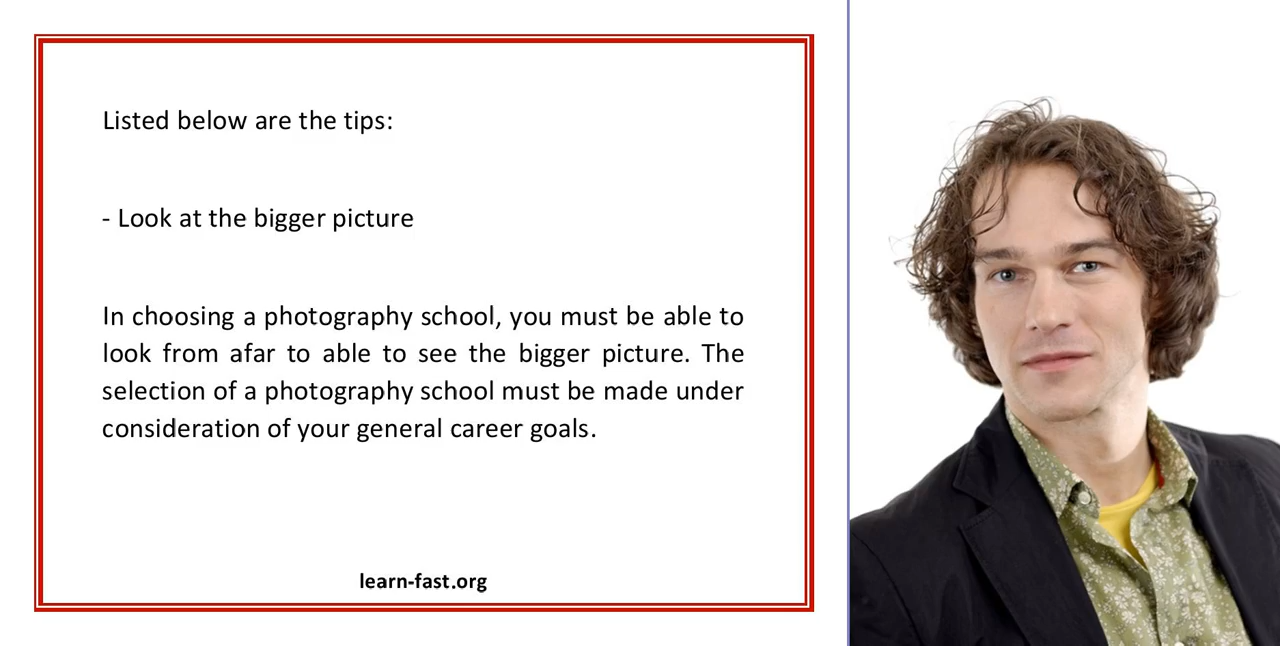 Listed below are the tips:
- Look at the bigger picture
In choosing a photography school, you must be able to
look from afar to able to see the bigger picture. The
selection of a photography school must be made under
consideration of your general career goals.
learn-fast.org